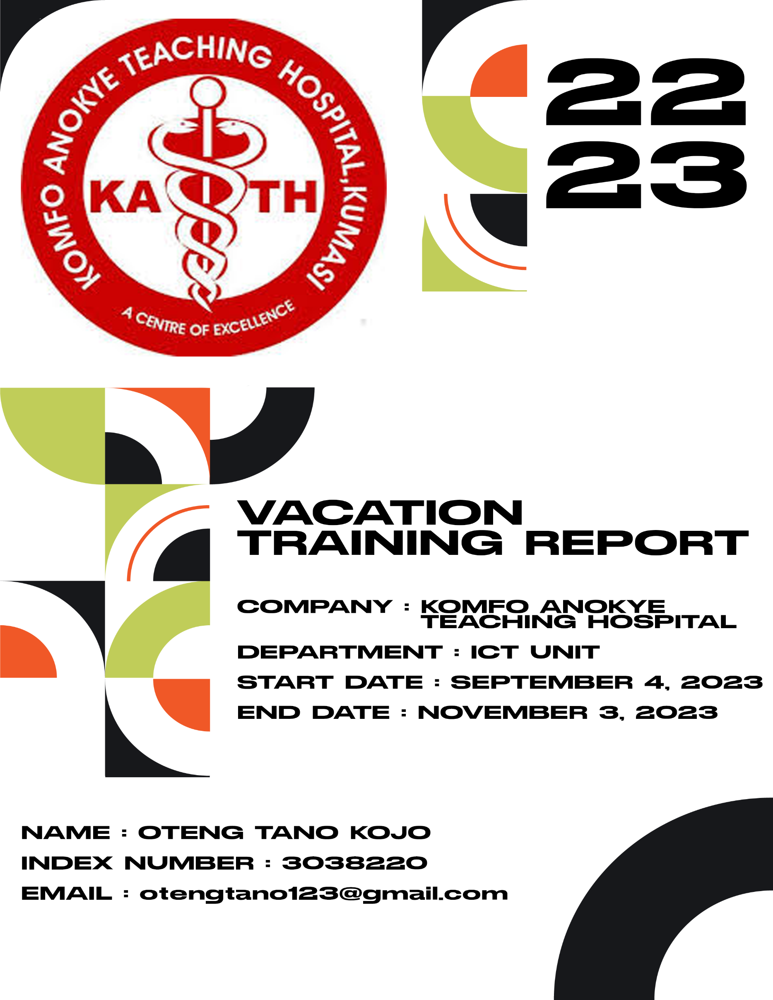 KOMFO ANOKYE TEACHING HOSPITAL,KUMASI
KATH
A CENTRE OF EXCELLENCE
22
23
VACATION
TRAINING REPORT
COMPANY : KOMFO ANOKYE
TEACHING HOSPITAL
DEPARTMENT : ICT UNIT
START DATE : SEPTEMBER 4, 2023
END DATE : NOVEMBER 3, 2023
NAME : OTENG TANO KOJO
INDEX NUMBER : 3038220
EMAIL : otengtano123@gmail.com